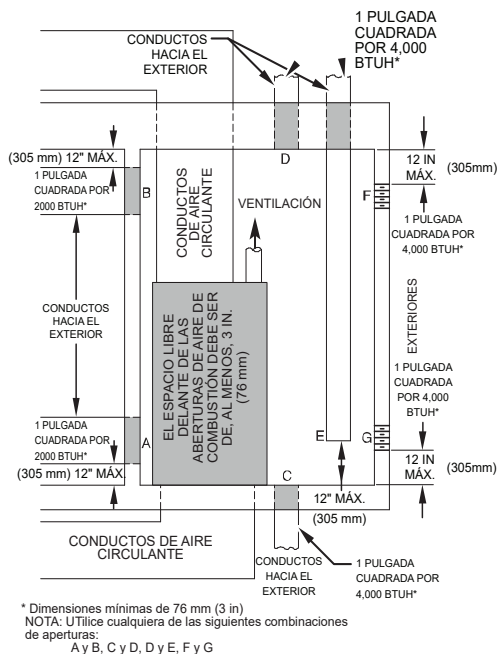 1 PULGADA
CUADRADA
POR 4,000
BTUH*
CONDUCTOS
HACIA EL
EXTERIOR
(305 mm) 12" MÁX.
1 PULGADA
CUADRADA POR
2000 BTUH*
B
D
CONDUCTOS
DE AIRE
CIRCULANTE
VENTILACIÓN
12 IN
MÁX.
(305mm)
F
1 PULGADA
CUADRADA POR
4,000 BTUH*
CONDUCTOS
HACIA EL
EXTERIOR
EL ESPACIO LIBRE
DELANTE DE LAS
ABERTURAS DE AIRE DE
COMBUSTIÓN DEBE SER
DE, AL MENOS, 3 IN.
(76 mm)
EXTERIORES
1 PULGADA
CUADRADA
POR 4,000
BTUH*
1 PULGADA
CUADRADA POR
2000 BTUH*
A
E
G
(305 mm) 12" MÁX.
C
12" MÁX.
(305 mm)
12 IN
MÁX.
(305mm)
CONDUCTOS DE AIRE
CIRCULANTE
CONDUCTOS
HACIA EL
EXTERIOR
1 PULGADA
CUADRADA POR
4,000 BTUH*
* Dimensiones mínimas de 76 mm (3 in)
NOTA: UTilice cualquiera de las siguientes combinaciones
de aperturas:
A y B, C y D, D y E, F y G